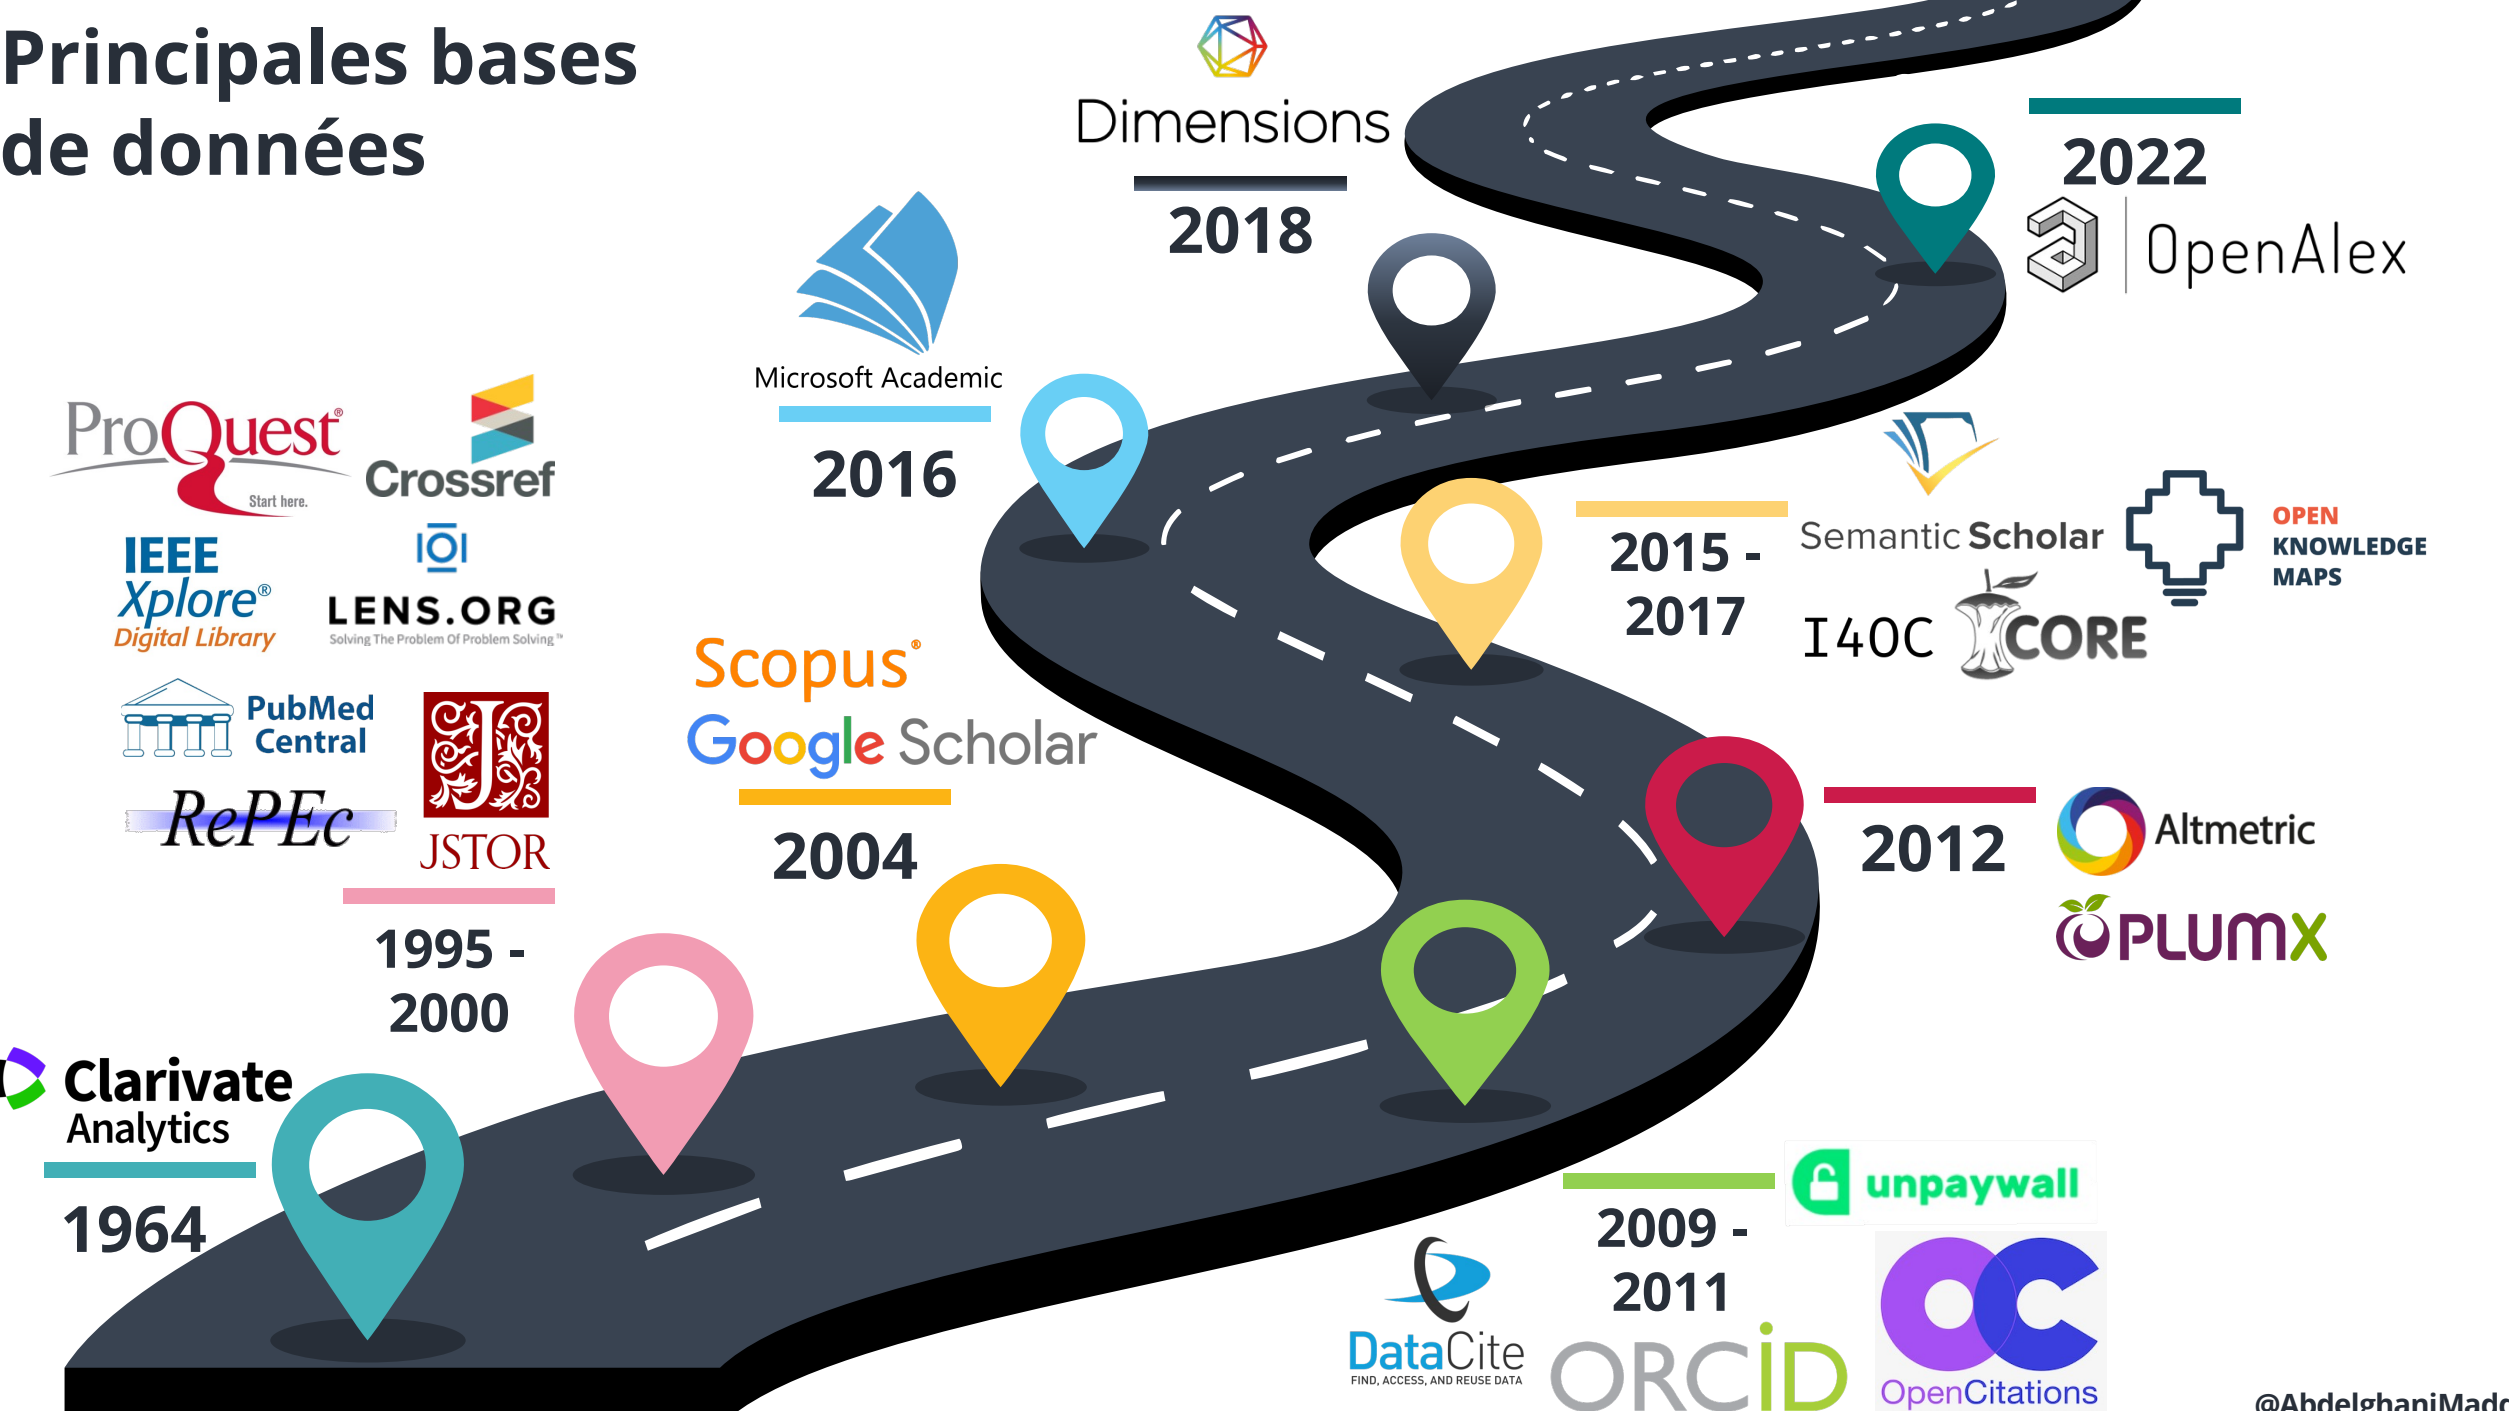 Principales bases
de données
Dimensions
2018
2022
OpenAlex
Microsoft Academic
2016
ProQuest®
Start here.
Crossref
IEEE
Xplore®
Digital Library
LENS.ORG
Solving The Problem Of Problem Solving™
PubMed
Central
RePEc
JSTOR
1995 -
2000
Scopus®
Google Scholar
2004
2015 -
2017
Semantic Scholar
OPEN
KNOWLEDGE
MAPS
I4OC
CORE
2012
Altmetric
PLUMX
Clarivate
Analytics
1964
2009 -
2011
unpaywall
DataCite
FIND, ACCESS, AND REUSE DATA
ORCiD
OC
OpenCitations